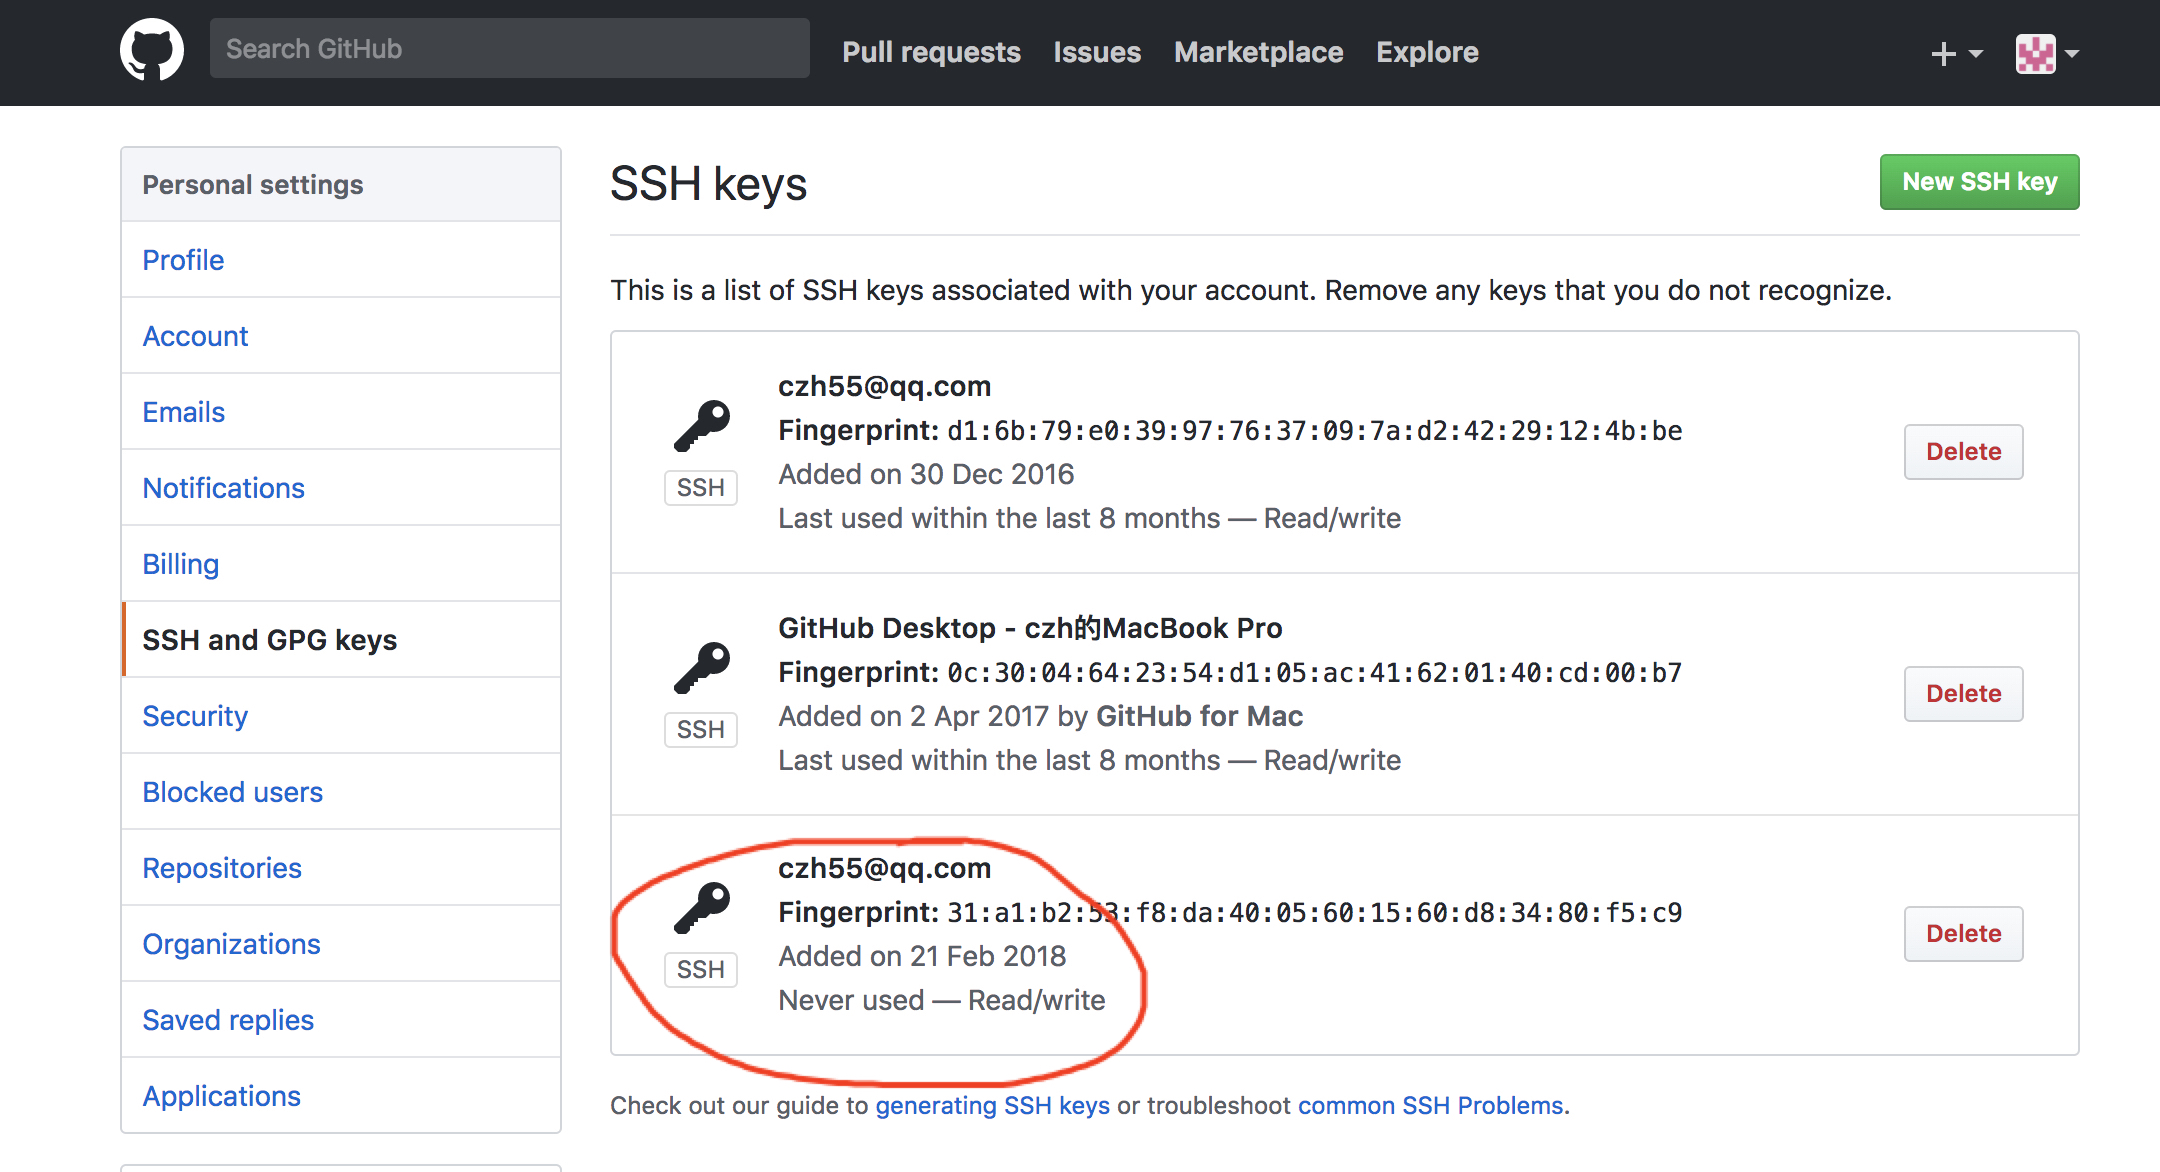 Search GitHub
Pull requests Issues Marketplace Explore
Personal settings
Profile
Account
Emails
Notifications
Billing
SSH and GPG keys
Security
Blocked users
Repositories
Organizations
Saved replies
Applications
SSH keys
New SSH key
This is a list of SSH keys associated with your account. Remove any keys that you do not recognize.
czh55@qq.com
Fingerprint: d1:6b:79:e0:39:97:76:37:09:7a:d2:42:29:12:4b:be
Added on 30 Dec 2016
Last used within the last 8 months — Read/write
SSH
Delete
GitHub Desktop - czh的MacBook Pro
Fingerprint: 0c:30:04:64:23:54:d1:05:ac:41:62:01:40:cd:00:b7
Added on 2 Apr 2017 by GitHub for Mac
Last used within the last 8 months — Read/write
SSH
Delete
czh55@qq.com
Fingerprint: 31:a1:b2:53:f8:da:40:05:60:15:60:d8:34:80:f5:c9
Added on 21 Feb 2018
Never used — Read/write
SSH
Delete
Check out our guide to generating SSH keys or troubleshoot common SSH Problems.